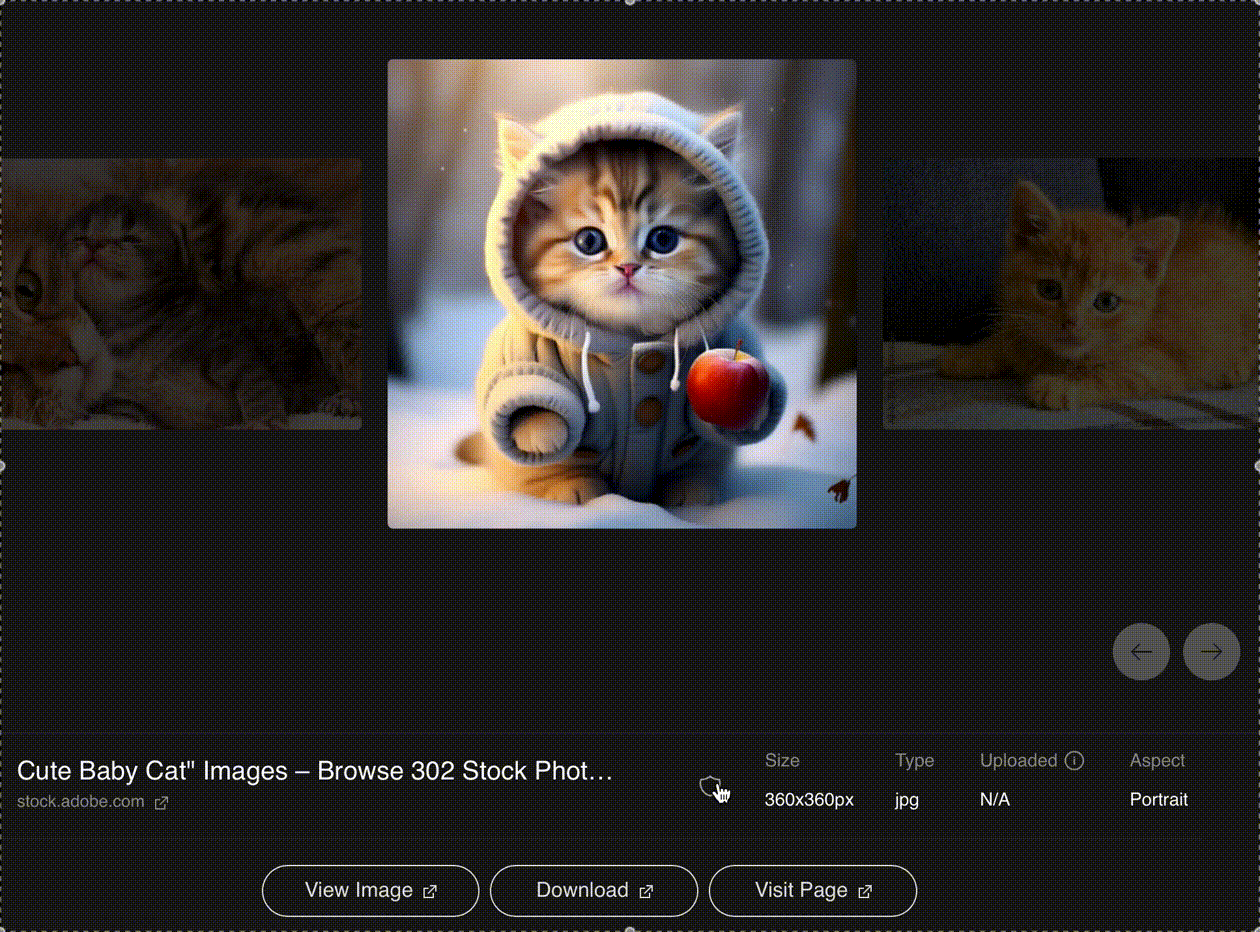 Cute Baby Cat" Images – Browse 302 Stock Phot...
stock.adobe.com
Size
360x360px
Type
jpg
Uploaded
N/A
Aspect
Portrait
View Image
Download
Visit Page